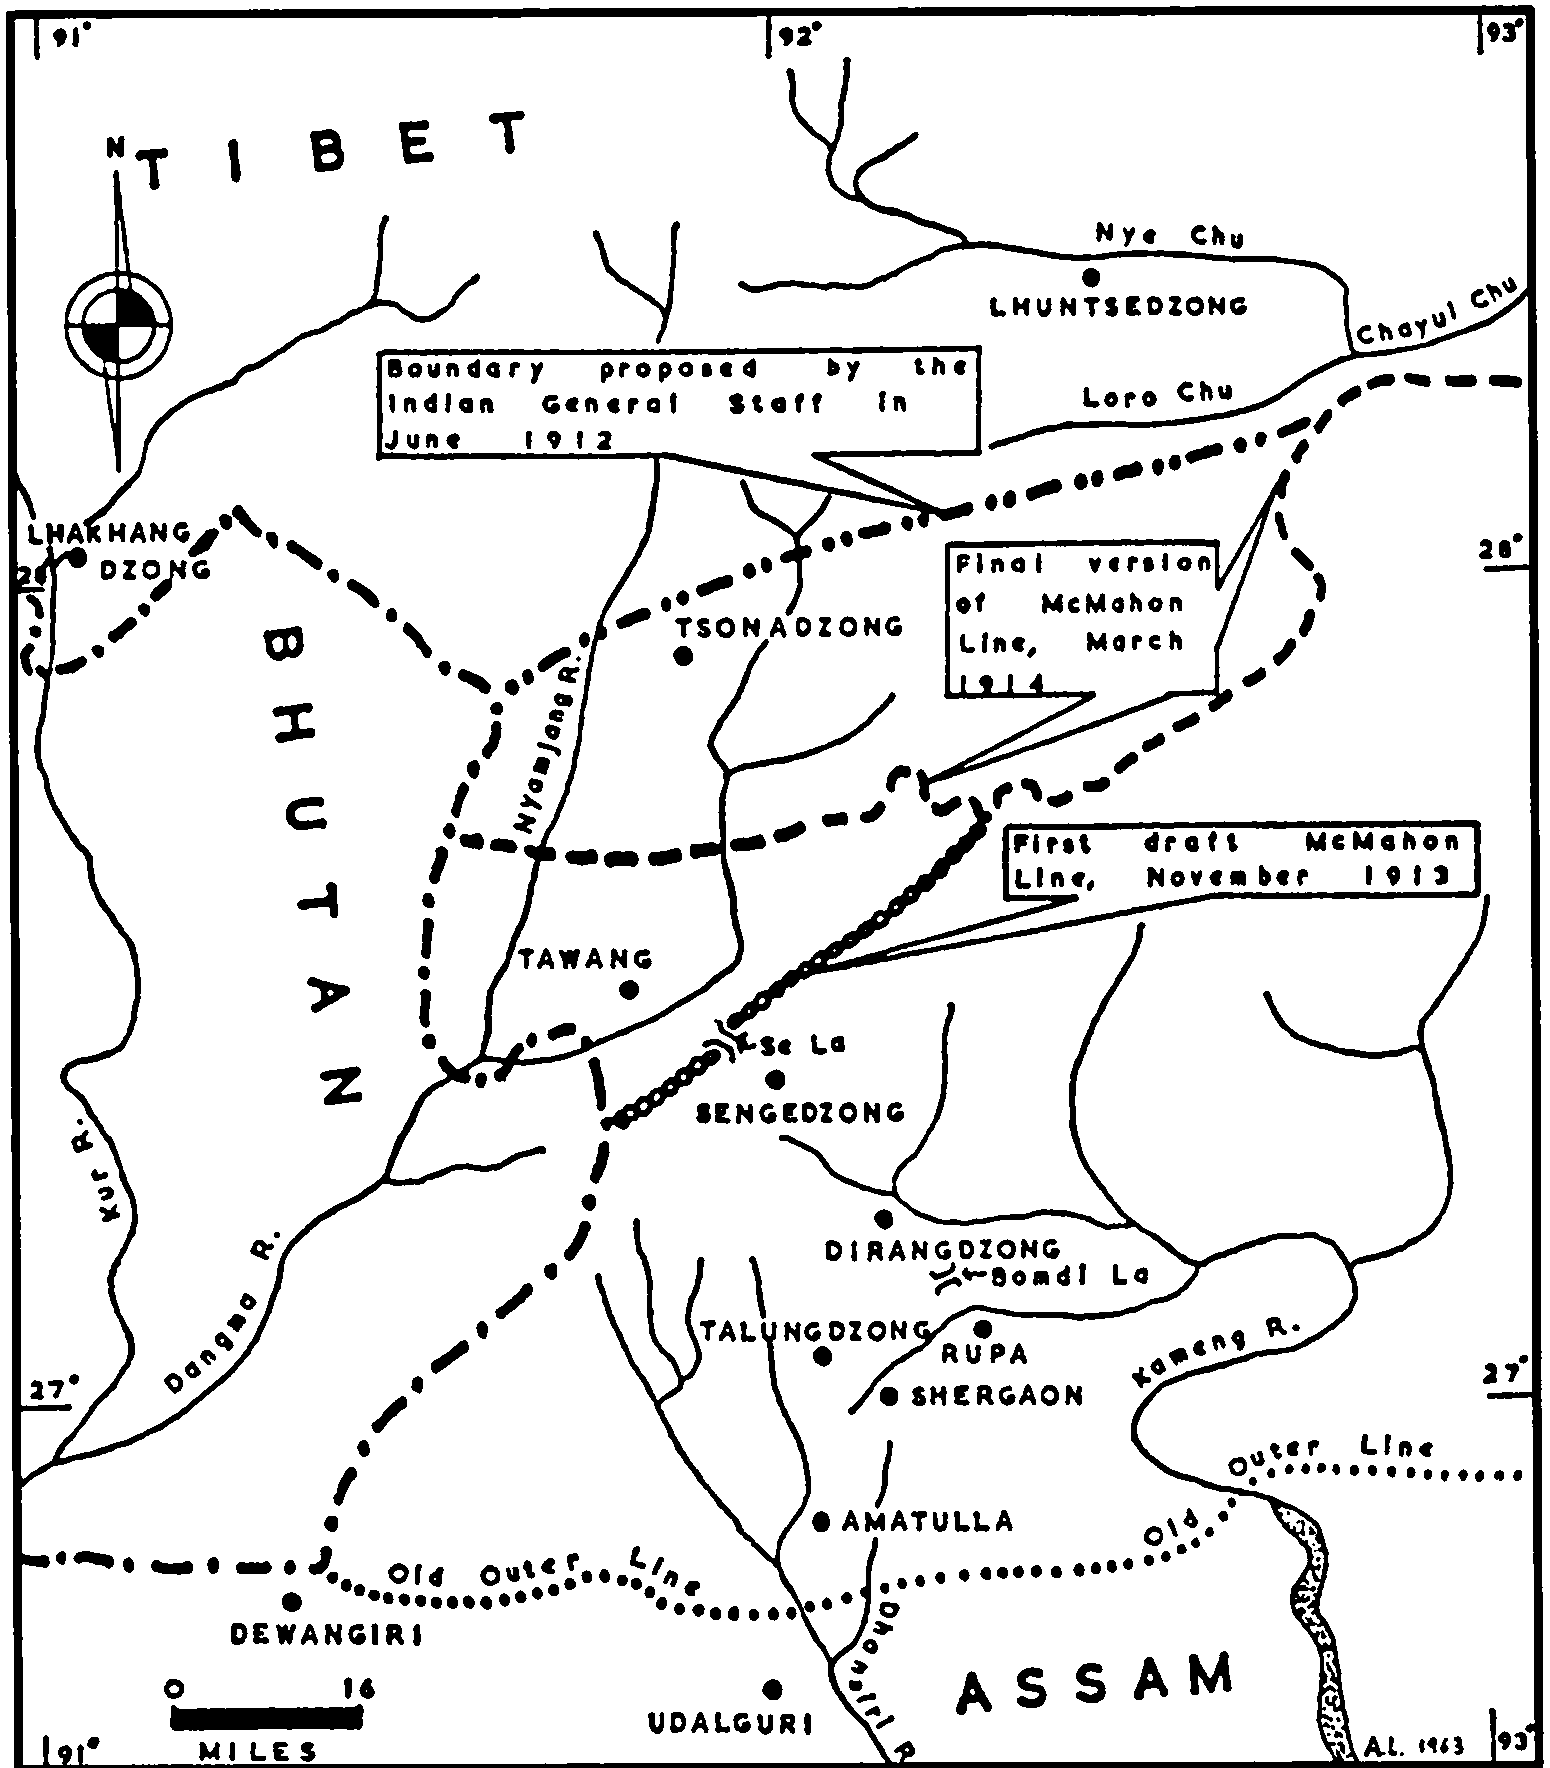 91°
92°
93°
N
TIBET
Nye Chu
LHUNTSEDZONG
Chayul Chu
Boundary proposed by the
Indian General Staff in
June 1912
Loro Chu
LHAKHANG
DZONG
28°
28°
Final version
of McMahon
Line, March
1914
TSONADZONG
BHUTAN
Nyamjang R.
First draft McMahon
Line, November 1913
TAWANG
Se La
SENGEDZONG
Kur R.
Dangma R.
DIRANGDZONG
Bomdi La
TALUNGDZONG
RUPA
Kameng R.
27°
27°
SHERGAON
Outer Line
Old
AMATULLA
Old Outer Line
DEWANGIRI
Dhansiri R
ASSAM
0 16
MILES
UDALGURI
91°
A.L. 1963
93°